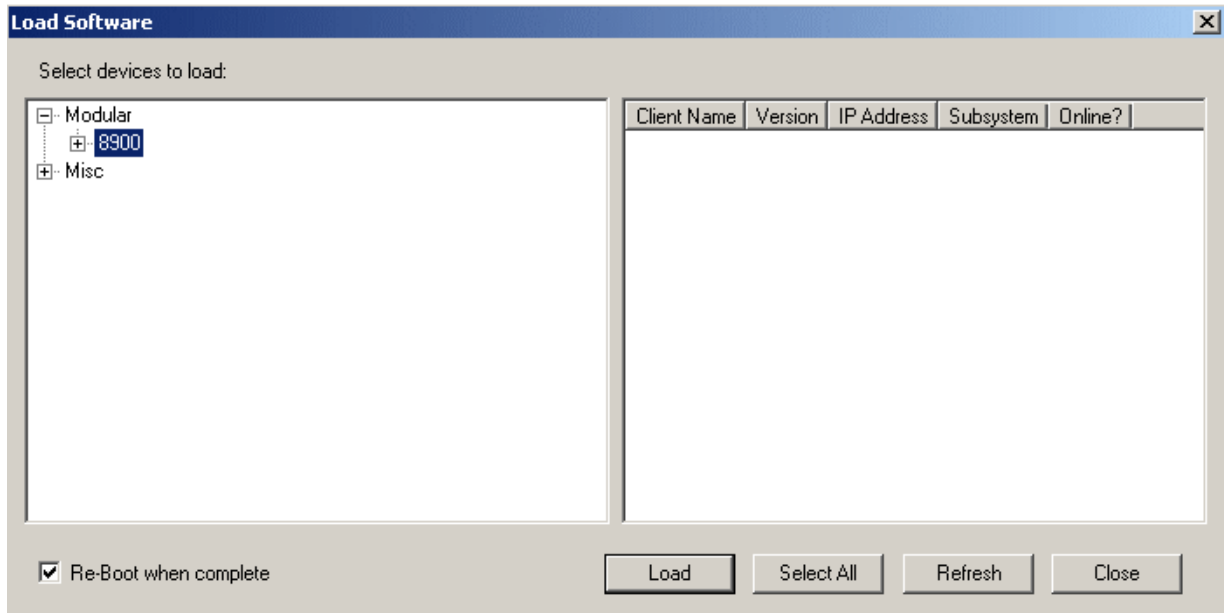 Load Software
Select devices to load:
Modular
8900
Misc
Client Name Version IP Address Subsystem Online?
Re-Boot when complete
Load Select All Refresh Close